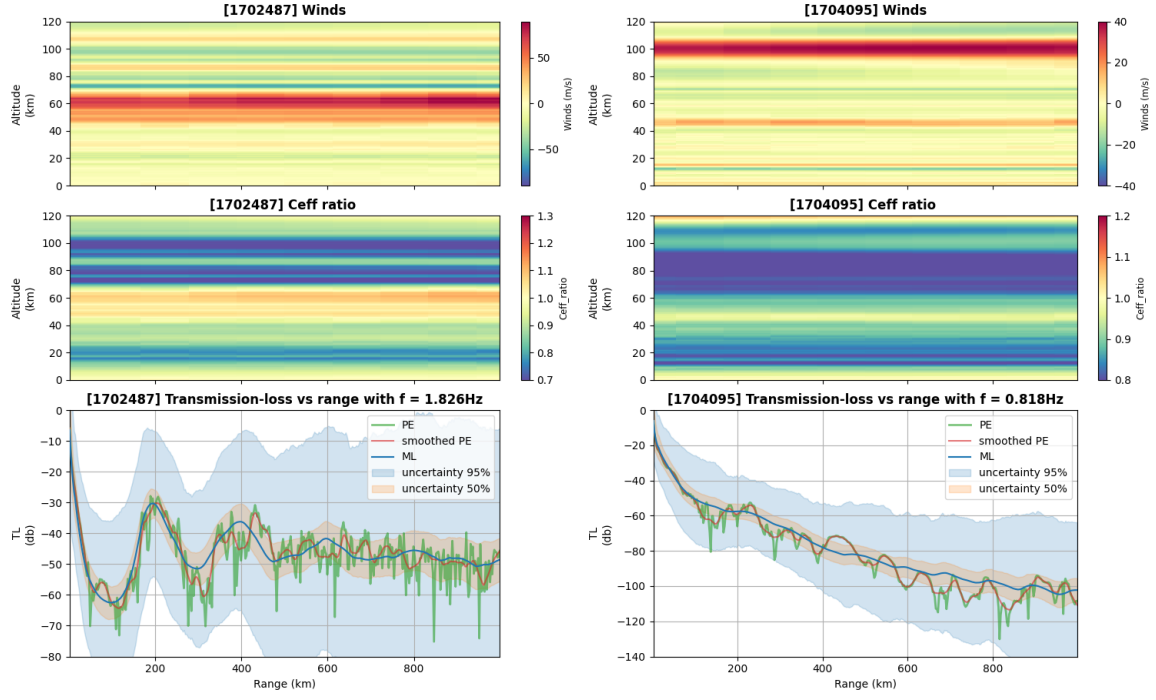 [1702487] Winds
120
100
80
60
40
20
0
Altitude
(km)
50
0
−50
Winds (m/s)
[1704095] Winds
120
100
80
60
40
20
0
Altitude
(km)
40
20
0
−20
−40
Winds (m/s)
[1702487] Ceff ratio
120
100
80
60
40
20
0
Altitude
(km)
1.3
1.2
1.1
1.0
0.9
0.8
0.7
Ceff_ratio
[1704095] Ceff ratio
120
100
80
60
40
20
0
Altitude
(km)
1.2
1.1
1.0
0.9
0.8
Ceff_ratio
[1702487] Transmission-loss vs range with f = 1.826Hz
0
−10
−20
−30
−40
−50
−60
−70
−80
TL
(db)
PE
smoothed PE
ML
uncertainty 95%
uncertainty 50%
200
400
600
800
Range (km)
[1704095] Transmission-loss vs range with f = 0.818Hz
0
−20
−40
−60
−80
−100
−120
−140
TL
(db)
PE
smoothed PE
ML
uncertainty 95%
uncertainty 50%
200
400
600
800
Range (km)